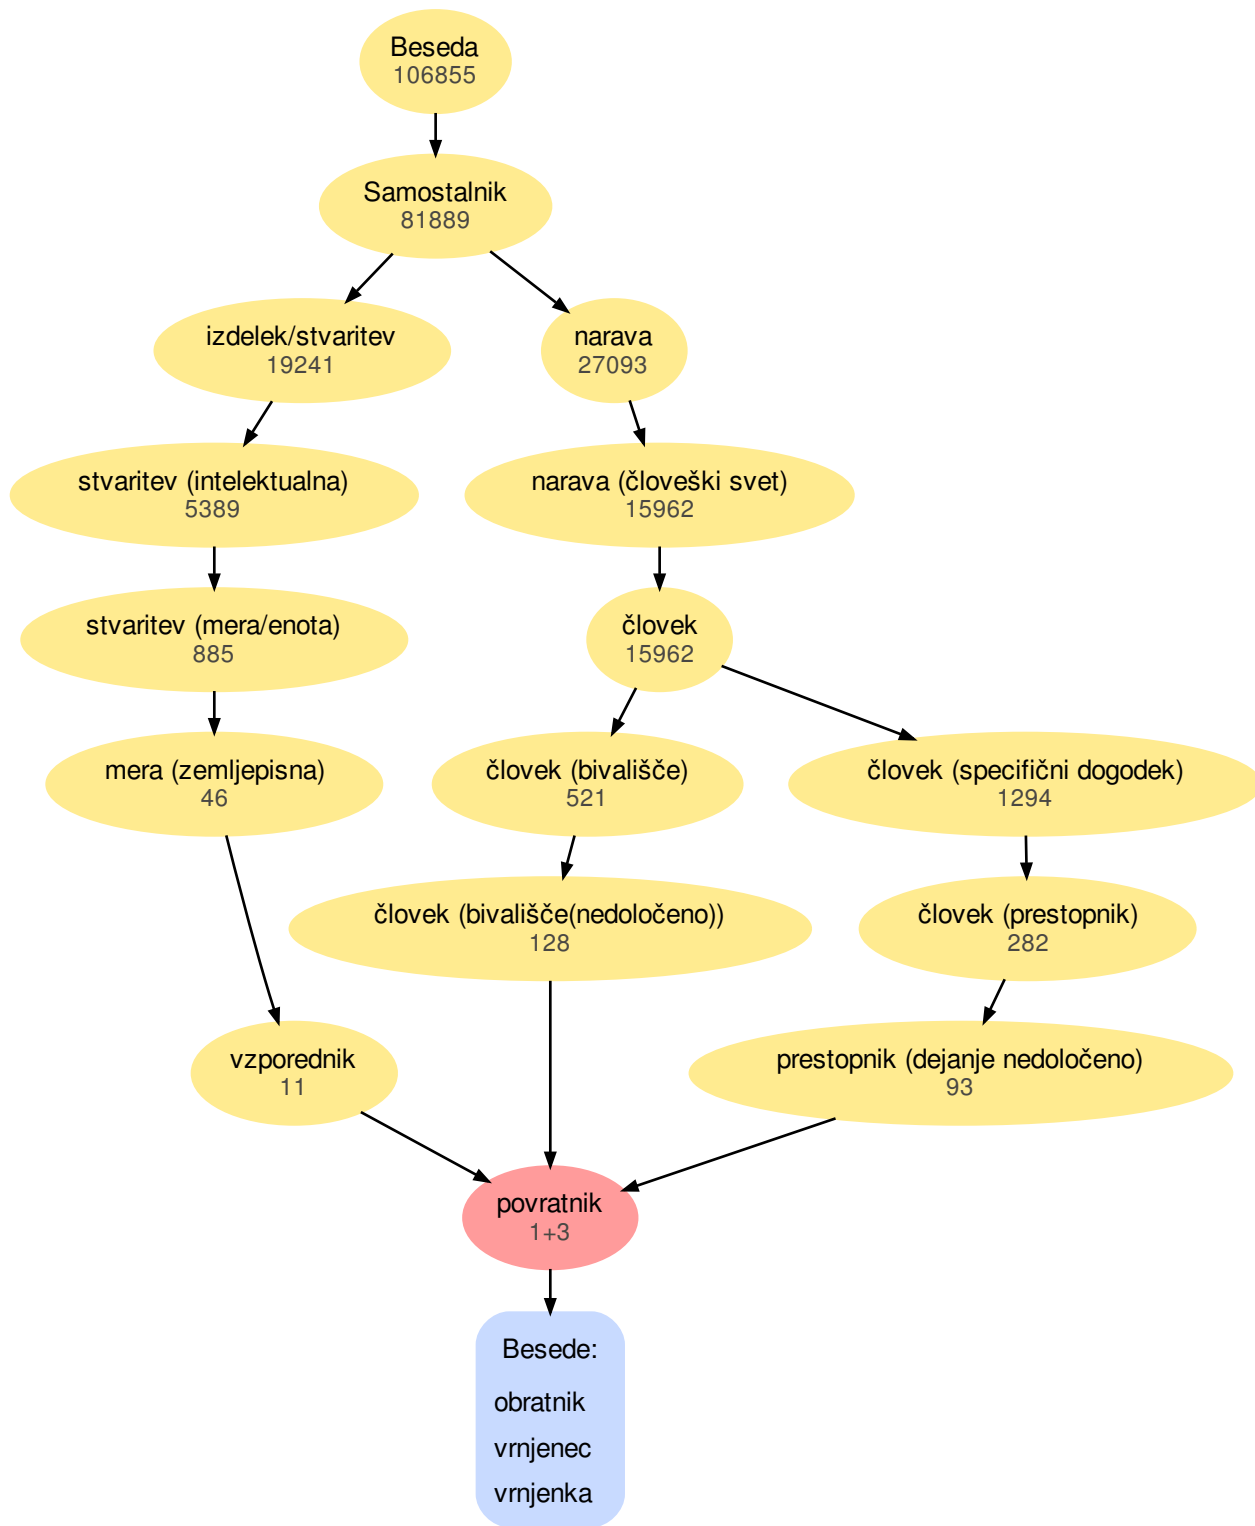 Beseda
106855
Samostalnik
81889
izdelek/stvaritev
19241
narava
27093
stvaritev (intelektualna)
5389
narava (človeški svet)
15962
stvaritev (mera/enota)
885
človek
15962
mera (zemljepisna)
46
človek (bivališče)
521
človek (specifični dogodek)
1294
človek (bivališče(nedoločeno))
128
človek (prestopnik)
282
vzporednik
11
prestopnik (dejanje nedoločeno)
93
povratnik
1+3
Besede:
obratnik
vrnjenec
vrnjenka